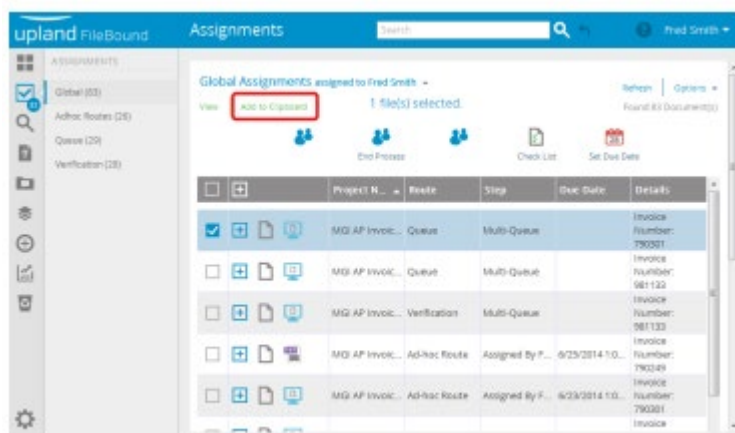 upland FileBound
Assignments
Search
Fred Smith
ASSIGNMENTS
Global (83)
Adhoc Routes (26)
Queue (29)
Verification (28)
Global Assignments assigned to Fred Smith
Refresh Options
View Add to Clipboard 1 file(s) selected. Found 83 Document(s)
End Process Check List Set Due Date
Project N... Route Step Due Date Details
MGI AP Invoic... Queue Multi-Queue Invoice Number: 790301
MGI AP Invoic... Queue Multi-Queue Invoice Number: 981133
MGI AP Invoic... Verification Multi-Queue Invoice Number: 981133
MGI AP Invoic... Ad-hoc Route Assigned By F... 6/25/2014 1:0... Invoice Number: 790249
MGI AP Invoic... Ad-hoc Route Assigned By F... 6/23/2014 1:0... Invoice Number: 790301
Invoice